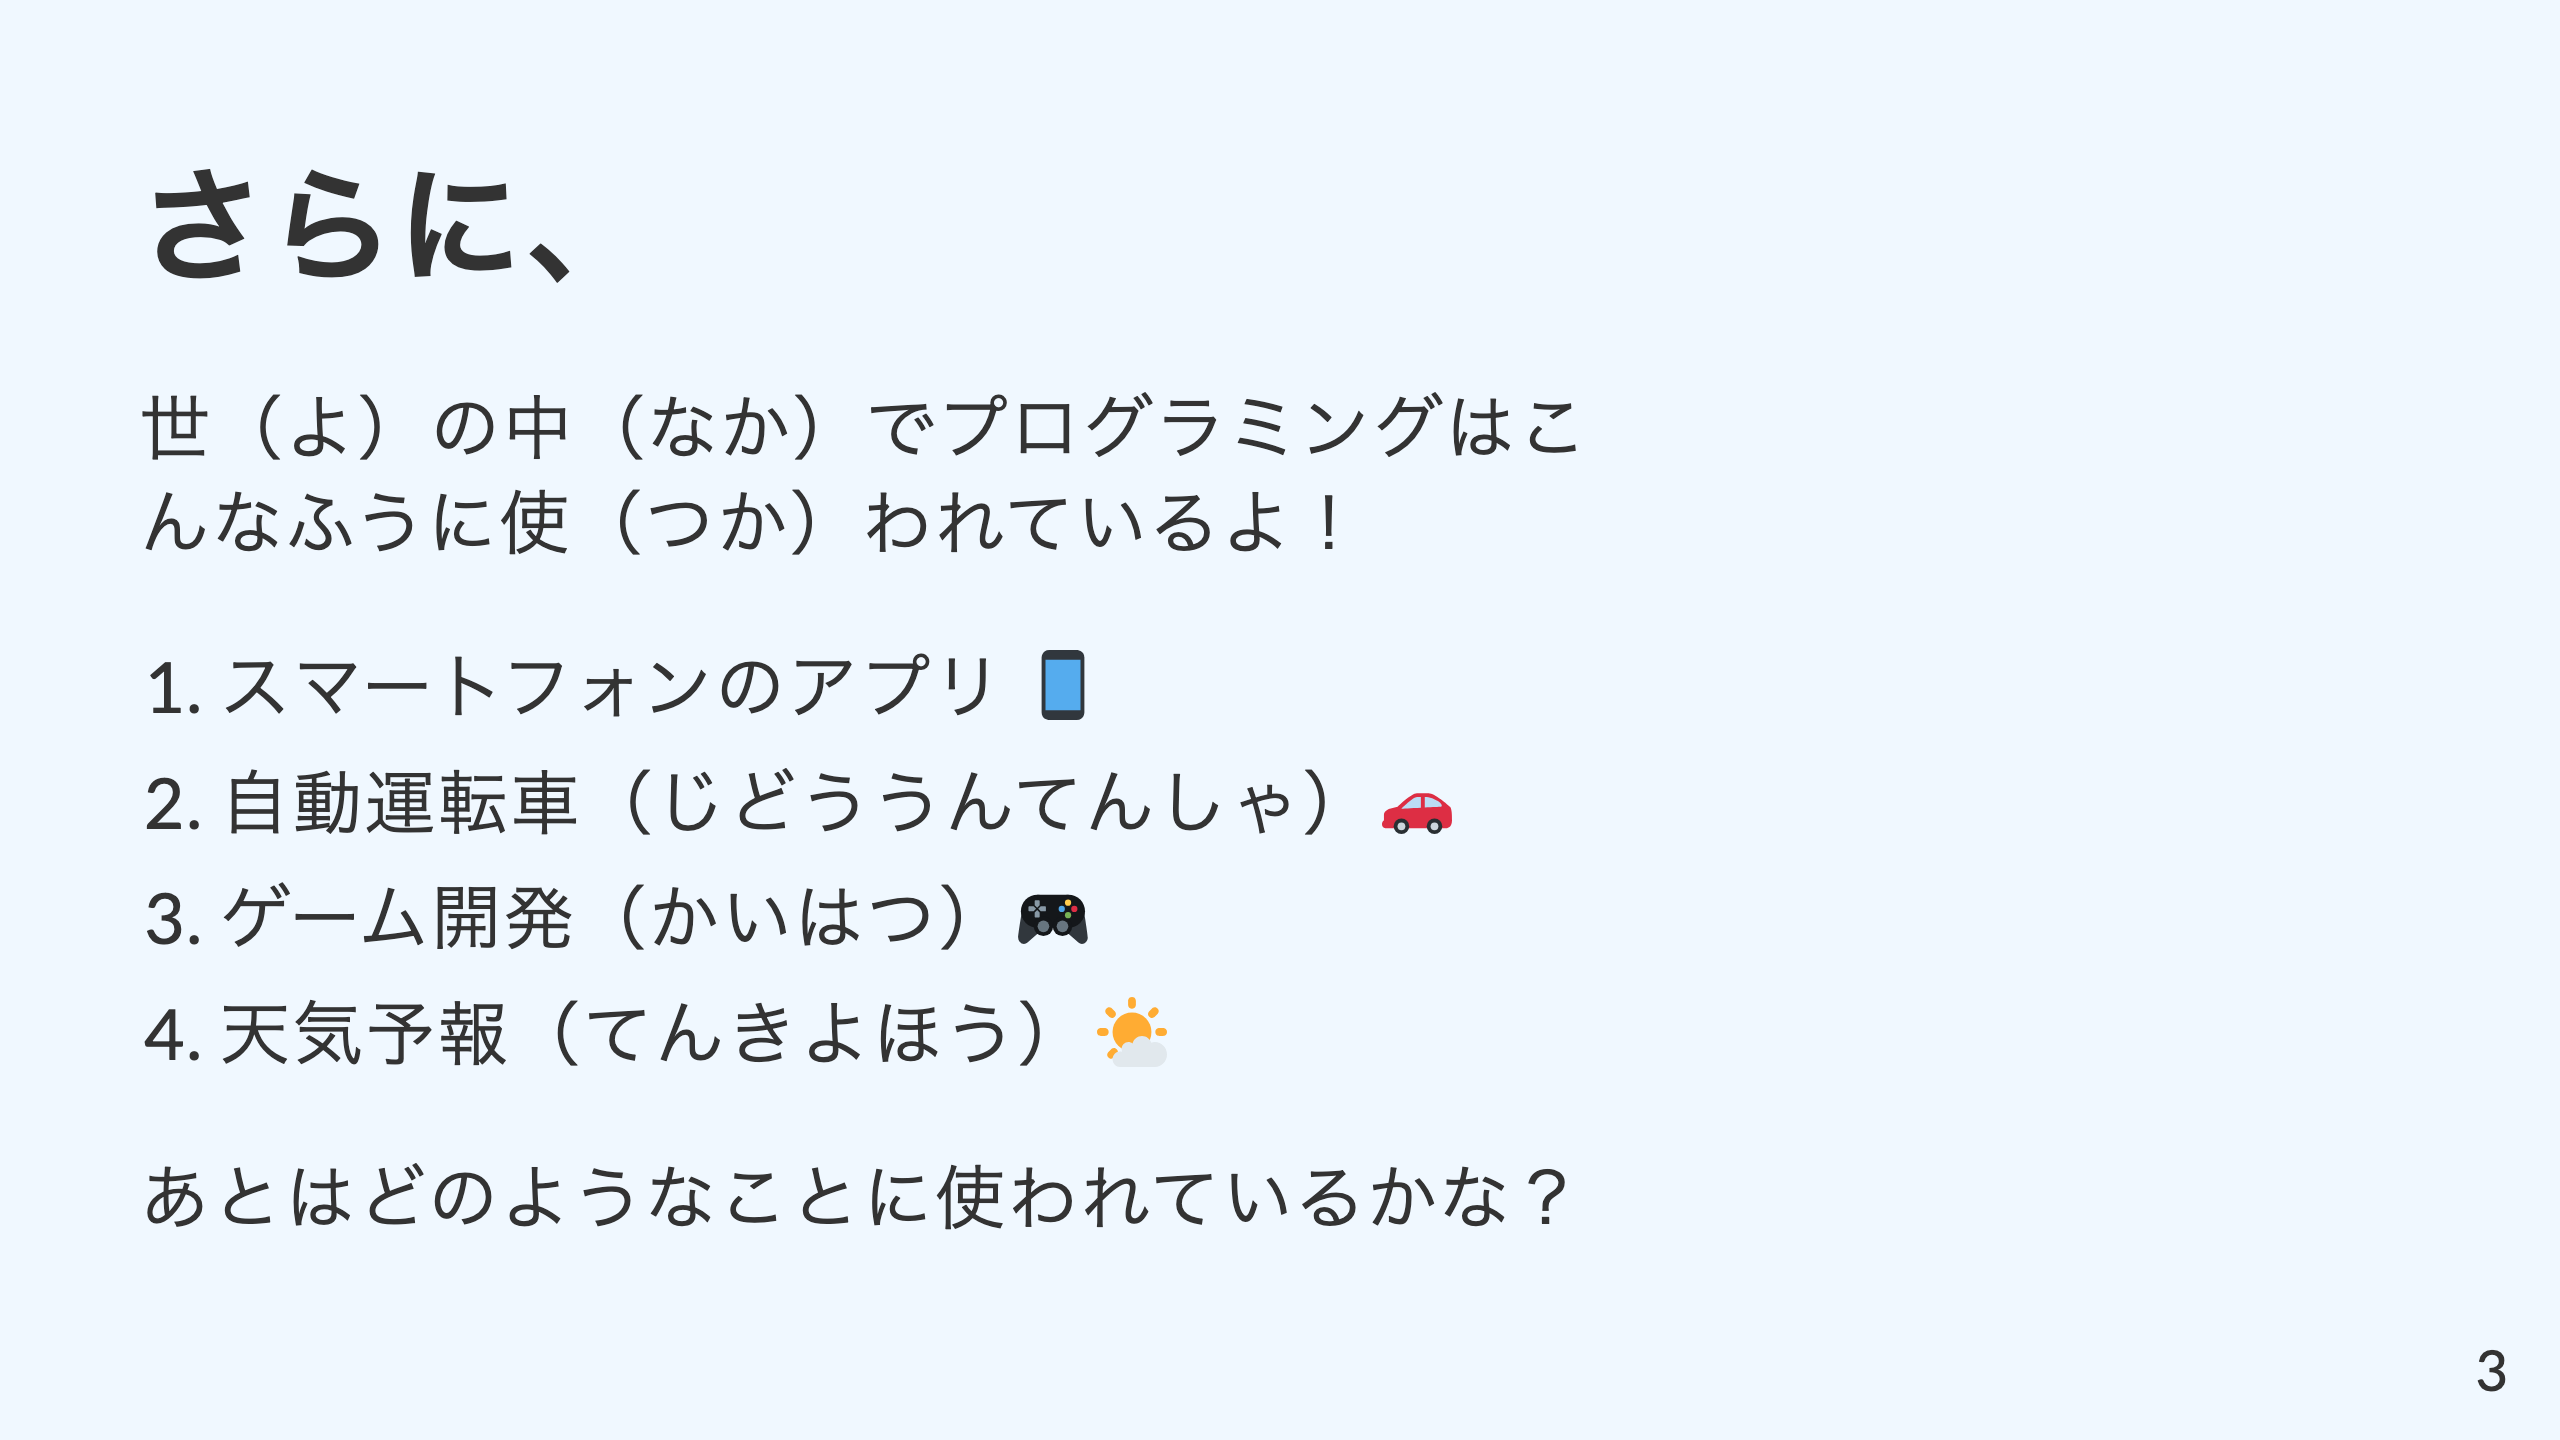 さらに、
世（よ）の中（なか）でプログラミングはこ
んなふうに使（つか）われているよ！
1. スマートフォンのアプリ 📱
2. 自動運転車（じどううんてんしゃ）🚗
3. ゲーム開発（かいはつ）🎮
4. 天気予報（てんきよほう）🌤
あとはどのようなことに使われているかな？
3